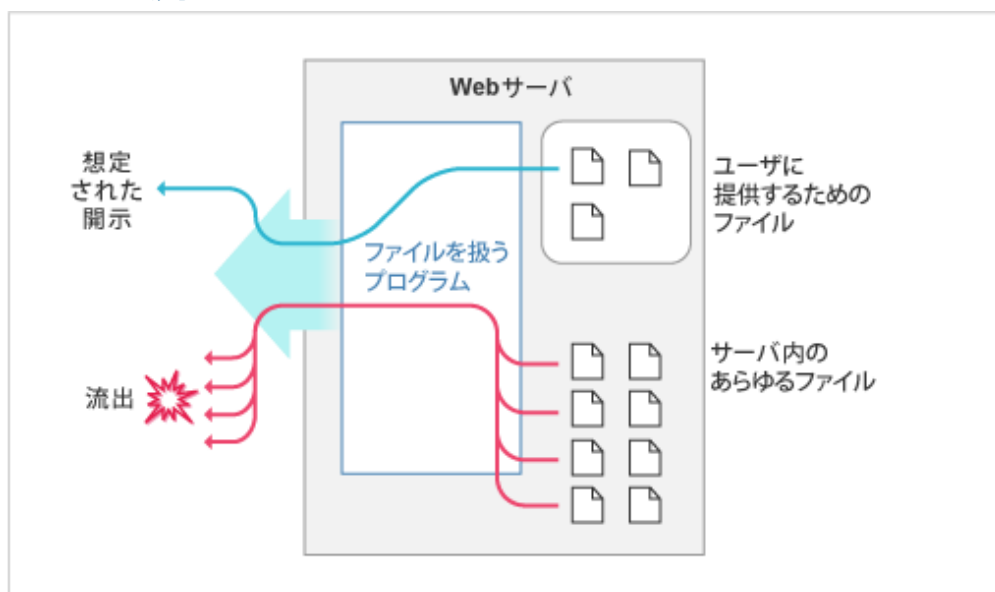 Webサーバ
想定
された
開示
ユーザに
提供するための
ファイル
ファイルを扱う
プログラム
サーバ内の
あらゆるファイル
流出